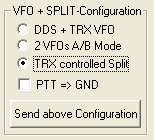 VFO + SPLIT-Configuration
DDS + TRX VFO
2 VFOs A/B Mode
TRX controlled Split
PTT => GND
Send above Configuration